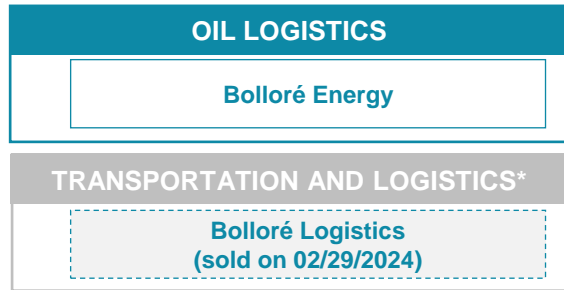 OIL LOGISTICS
Bolloré Energy
TRANSPORTATION AND LOGISTICS*
Bolloré Logistics
(sold on 02/29/2024)